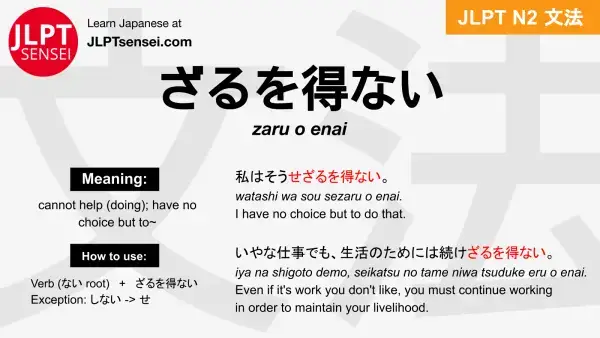 JLPT
SENSEI
Learn Japanese at
JLPTsensei.com
JLPT N2 文法
ざるを得ない
zaru o enai
Meaning:
cannot help (doing); have no
choice but to~
How to use:
Verb (ない root) + ざるを得ない
Exception: しない -> せ
私はそうせざるを得ない。
watashi wa sou sezaru o enai.
I have no choice but to do that.
いやな仕事でも、生活のためには続けざるを得ない。
iya na shigoto demo, seikatsu no tame niwa tsuduke eru o enai.
Even if it's work you don't like, you must continue working
in order to maintain your livelihood.
文法